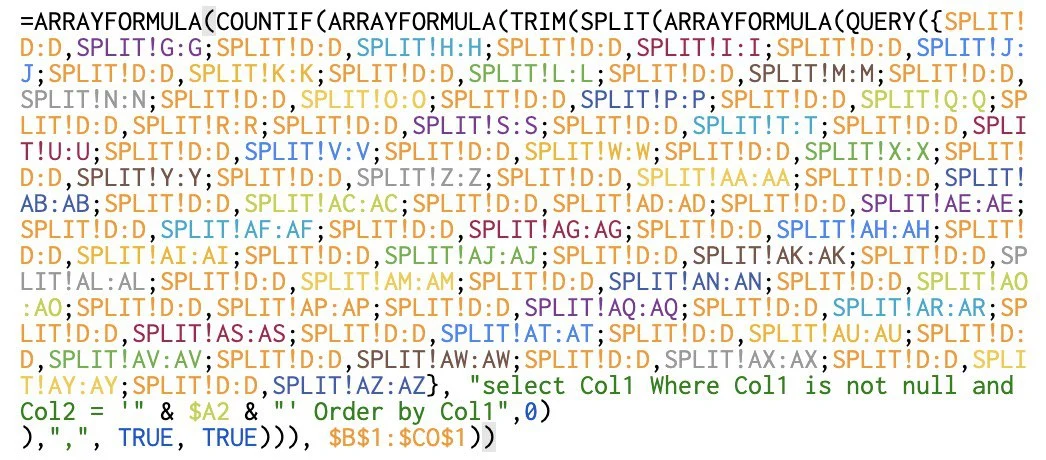 =ARRAYFORMULA(COUNTIF(ARRAYFORMULA(TRIM(SPLIT(ARRAYFORMULA(QUERY({SPLIT!
D:D,SPLIT!G:G;SPLIT!D:D,SPLIT!H:H;SPLIT!D:D,SPLIT!I:I;SPLIT!D:D,SPLIT!J:
J;SPLIT!D:D,SPLIT!K:K;SPLIT!D:D,SPLIT!L:L;SPLIT!D:D,SPLIT!M:M;SPLIT!D:D,
SPLIT!N:N;SPLIT!D:D,SPLIT!O:O;SPLIT!D:D,SPLIT!P:P;SPLIT!D:D,SPLIT!Q:Q;SP
LIT!D:D,SPLIT!R:R;SPLIT!D:D,SPLIT!S:S;SPLIT!D:D,SPLIT!T:T;SPLIT!D:D,SPLI
T!U:U;SPLIT!D:D,SPLIT!V:V;SPLIT!D:D,SPLIT!W:W;SPLIT!D:D,SPLIT!X:X;SPLIT!
D:D,SPLIT!Y:Y;SPLIT!D:D,SPLIT!Z:Z;SPLIT!D:D,SPLIT!AA:AA;SPLIT!D:D,SPLIT!
AB:AB;SPLIT!D:D,SPLIT!AC:AC;SPLIT!D:D,SPLIT!AD:AD;SPLIT!D:D,SPLIT!AE:AE;
SPLIT!D:D,SPLIT!AF:AF;SPLIT!D:D,SPLIT!AG:AG;SPLIT!D:D,SPLIT!AH:AH;SPLIT!
D:D,SPLIT!AI:AI;SPLIT!D:D,SPLIT!AJ:AJ;SPLIT!D:D,SPLIT!AK:AK;SPLIT!D:D,SP
LIT!AL:AL;SPLIT!D:D,SPLIT!AM:AM;SPLIT!D:D,SPLIT!AN:AN;SPLIT!D:D,SPLIT!AO
:AO;SPLIT!D:D,SPLIT!AP:AP;SPLIT!D:D,SPLIT!AQ:AQ;SPLIT!D:D,SPLIT!AR:AR;SP
LIT!D:D,SPLIT!AS:AS;SPLIT!D:D,SPLIT!AT:AT;SPLIT!D:D,SPLIT!AU:AU;SPLIT!D:
D,SPLIT!AV:AV;SPLIT!D:D,SPLIT!AW:AW;SPLIT!D:D,SPLIT!AX:AX;SPLIT!D:D,SPLI
T!AY:AY;SPLIT!D:D,SPLIT!AZ:AZ}, "select Col1 Where Col1 is not null and
Col2 = '" & $A2 & "' Order by Col1",0)
),",", TRUE, TRUE))), $B$1:$CO$1))